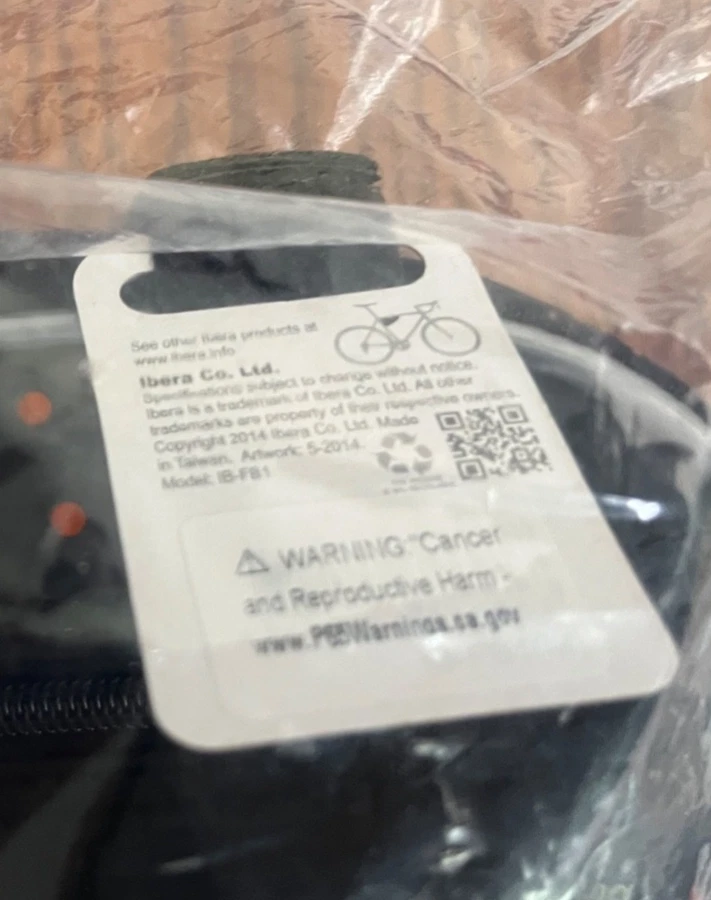 See other Ibera products at
www.ibera.info
Ibera Co. Ltd.
Specifications subject to change without notice.
Ibera is a trademark of Ibera Co. Ltd. All other
trademarks are property of their respective owners.
Copyright 2014 Ibera Co. Ltd. Made
in Taiwan. Artwork: 5-2014.
Model: IB-FB1
WARNING: Cancer
and Reproductive Harm -
www.P65Warnings.ca.gov